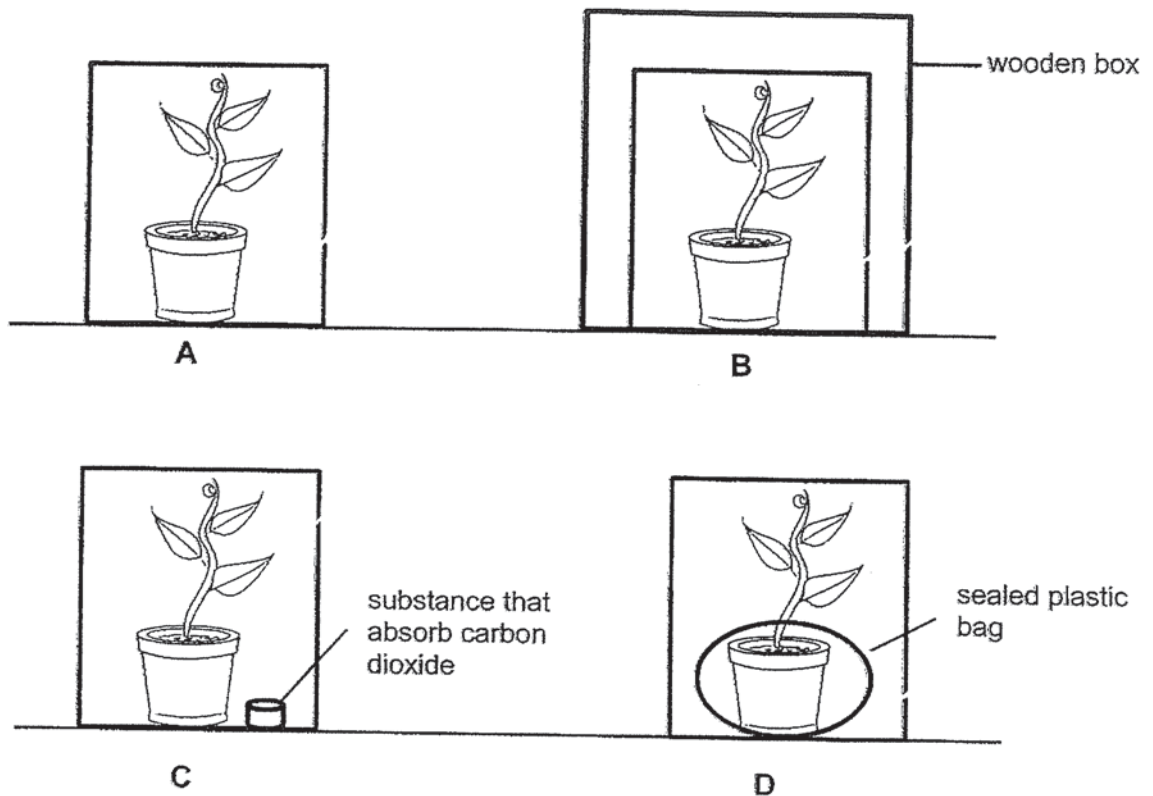 wooden box
A
B
substance that
absorb carbon
dioxide
sealed plastic
bag
C
D